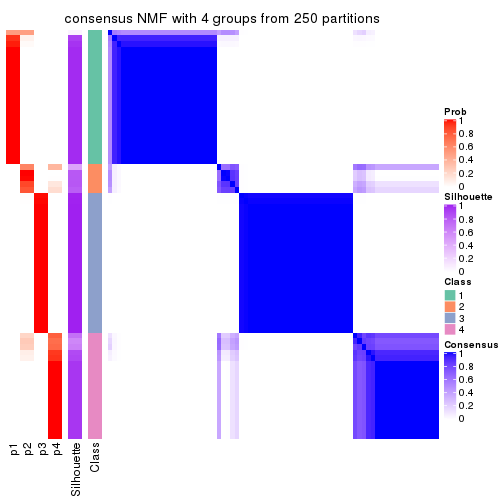 consensus NMF with 4 groups from 250 partitions
Prob
1
0.8
0.6
0.4
0.2
0
Silhouette
1
0.8
0.6
0.4
0.2
0
Class
1
2
3
4
Consensus
1
0.8
0.6
0.4
0.2
0
p1
p2
p3
p4
Silhouette
Class